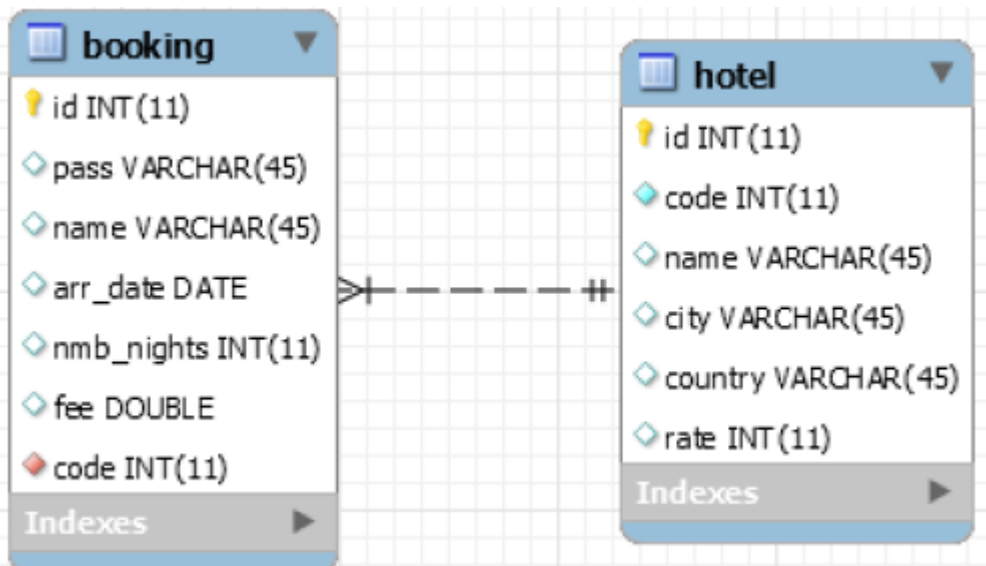 booking
id INT(11)
pass VARCHAR(45)
name VARCHAR(45)
arr_date DATE
nmb_nights INT(11)
fee DOUBLE
code INT(11)
Indexes
hotel
id INT(11)
code INT(11)
name VARCHAR(45)
city VARCHAR(45)
country VARCHAR(45)
rate INT(11)
Indexes